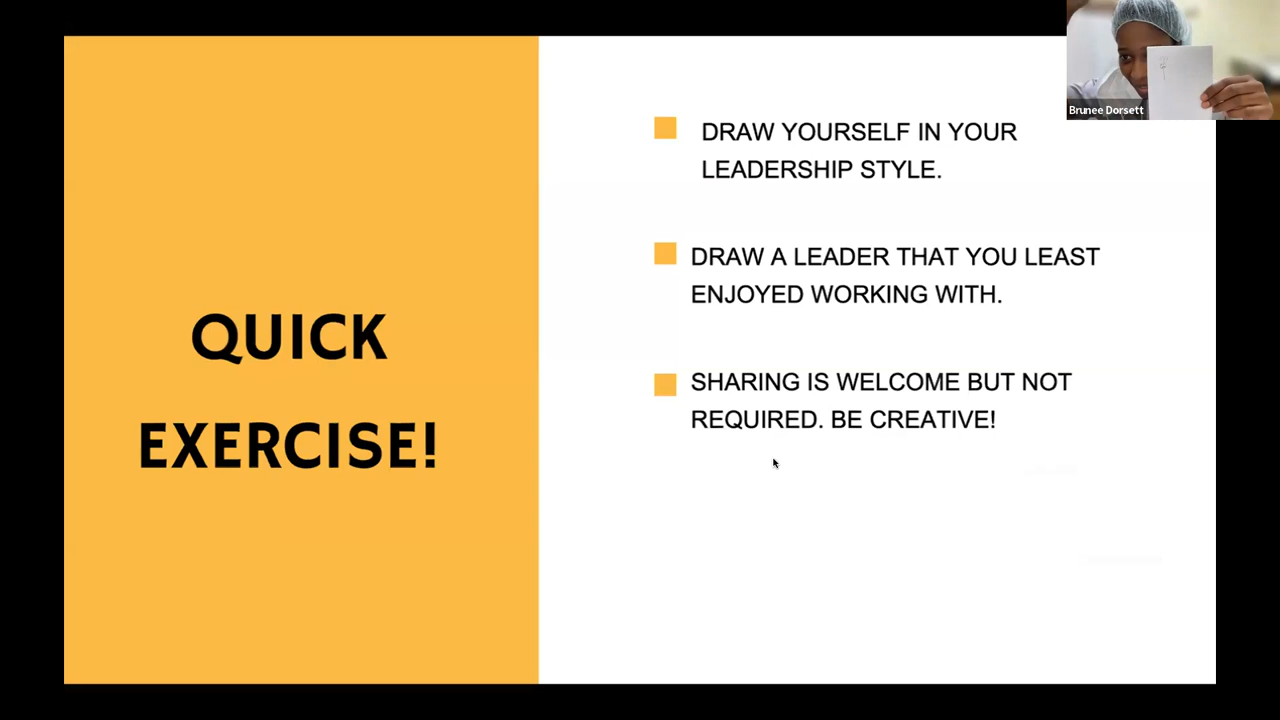 Brunee Dorsett
DRAW YOURSELF IN YOUR
LEADERSHIP STYLE.
DRAW A LEADER THAT YOU LEAST
ENJOYED WORKING WITH.
QUICK
EXERCISE!
SHARING IS WELCOME BUT NOT
REQUIRED. BE CREATIVE!